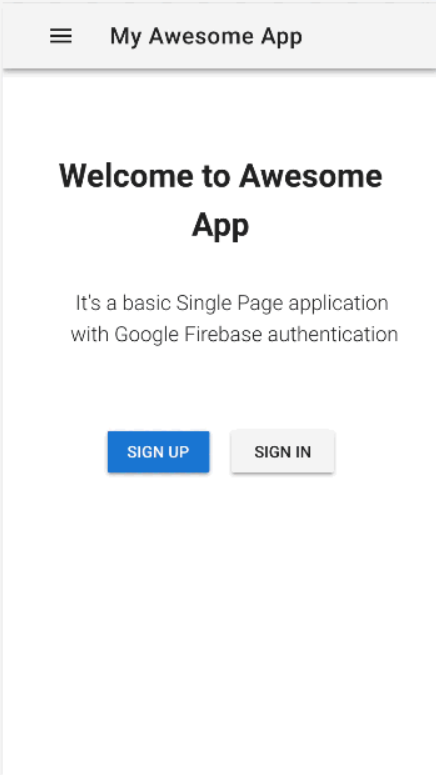 My Awesome App
Welcome to Awesome
App
It's a basic Single Page application
with Google Firebase authentication
SIGN UP
SIGN IN